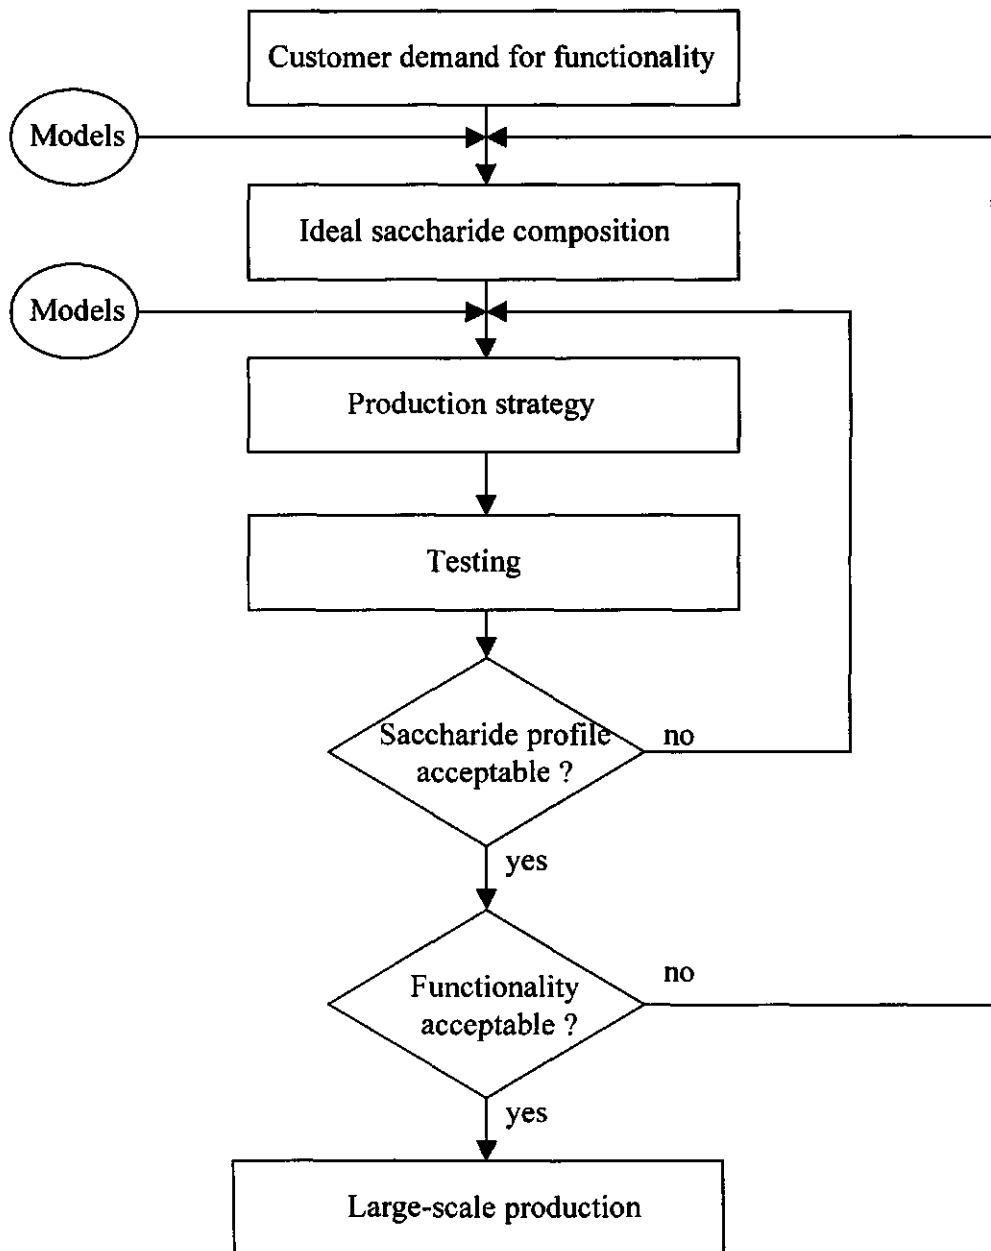 Customer demand for functionality
Models
Ideal saccharide composition
Models
Production strategy
Testing
Saccharide profile
acceptable ?
no
yes
Functionality
acceptable ?
no
yes
Large-scale production